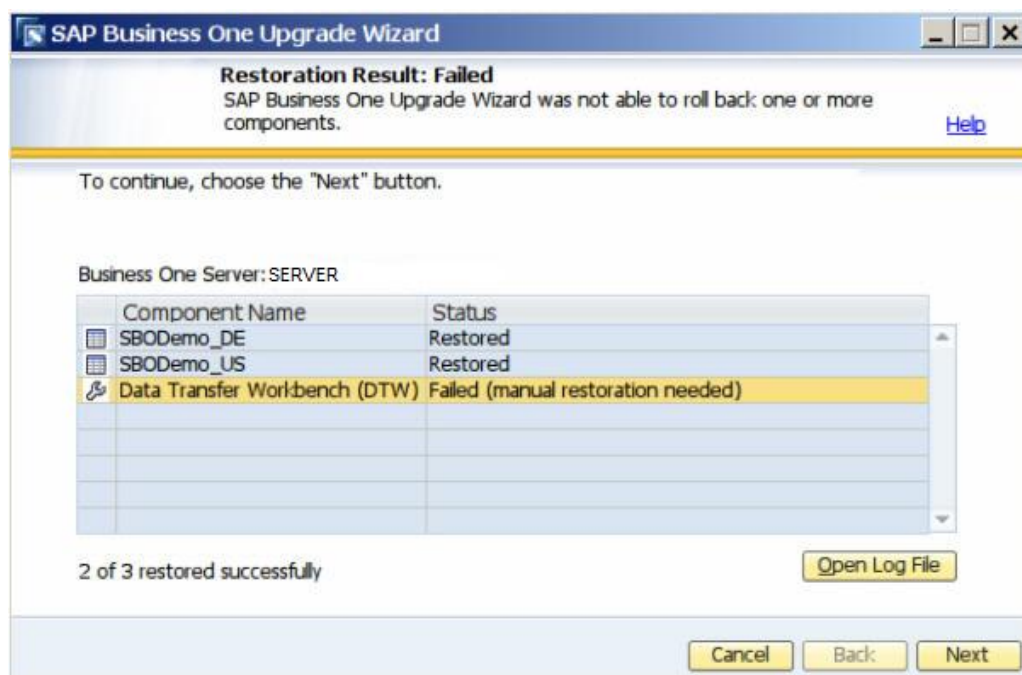 SAP Business One Upgrade Wizard
Restoration Result: Failed
SAP Business One Upgrade Wizard was not able to roll back one or more
components.
Help
To continue, choose the "Next" button.
Business One Server: SERVER
Component Name Status
SBODemo_DE Restored
SBODemo_US Restored
Data Transfer Workbench (DTW) Failed (manual restoration needed)
2 of 3 restored successfully
Open Log File
Cancel Back Next